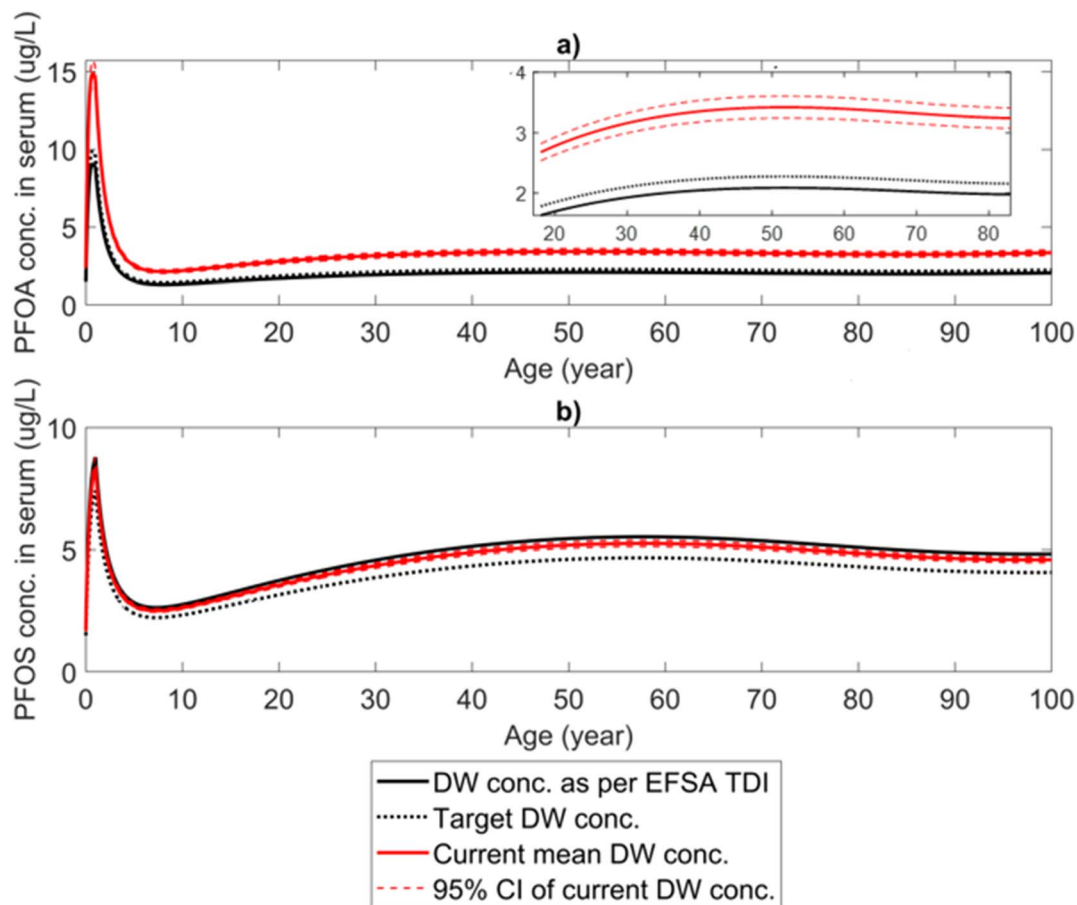 a)
PFOA conc. in serum (ug/L)
15
10
5
0
4
3
2
20 30 40 50 60 70 80
0 10 20 30 40 50 60 70 80 90 100
Age (year)
b)
PFOS conc. in serum (ug/L)
10
5
0
0 10 20 30 40 50 60 70 80 90 100
Age (year)
DW conc. as per EFSA TDI
Target DW conc.
Current mean DW conc.
95% CI of current DW conc.